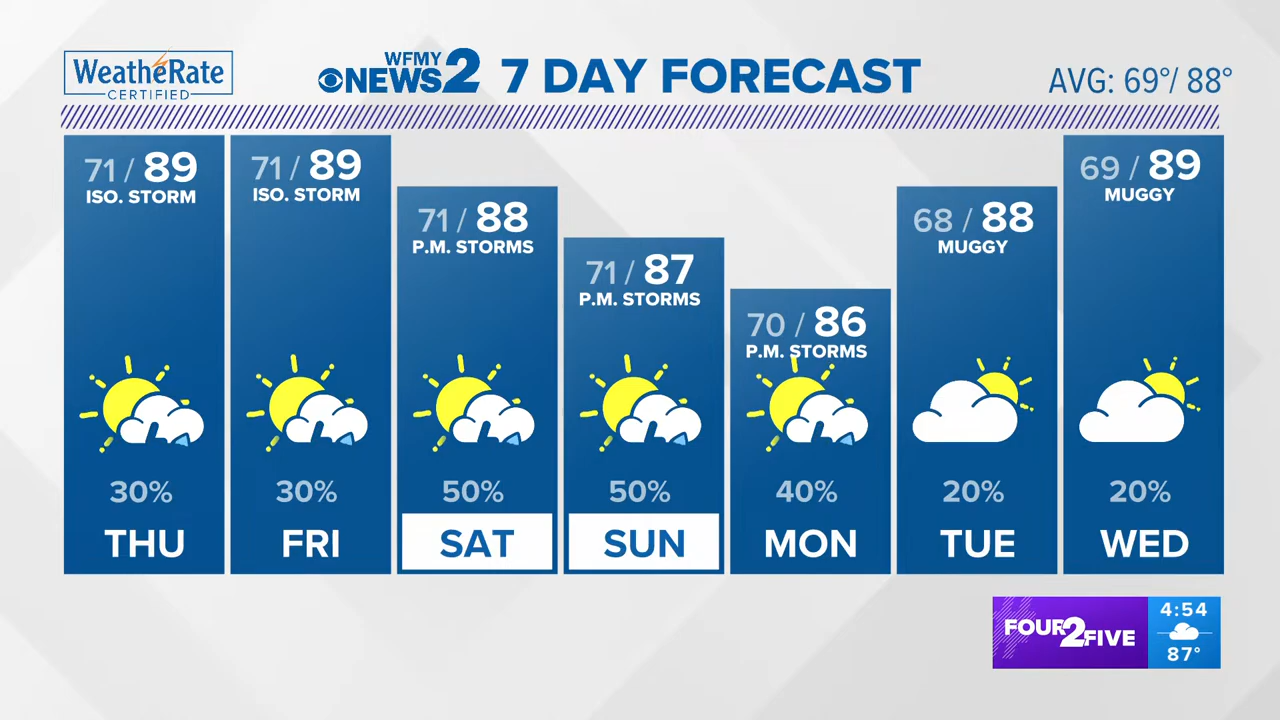 WeatheRate
CERTIFIED
WFMY
NEWS 2
7 DAY FORECAST
AVG: 69°/ 88°
71 / 89
ISO. STORM
30%
THU
71 / 89
ISO. STORM
30%
FRI
71 / 88
P.M. STORMS
50%
SAT
71 / 87
P.M. STORMS
50%
SUN
70 / 86
P.M. STORMS
40%
MON
68 / 88
MUGGY
20%
TUE
69 / 89
MUGGY
20%
WED
FOUR2FIVE
4:54
87°